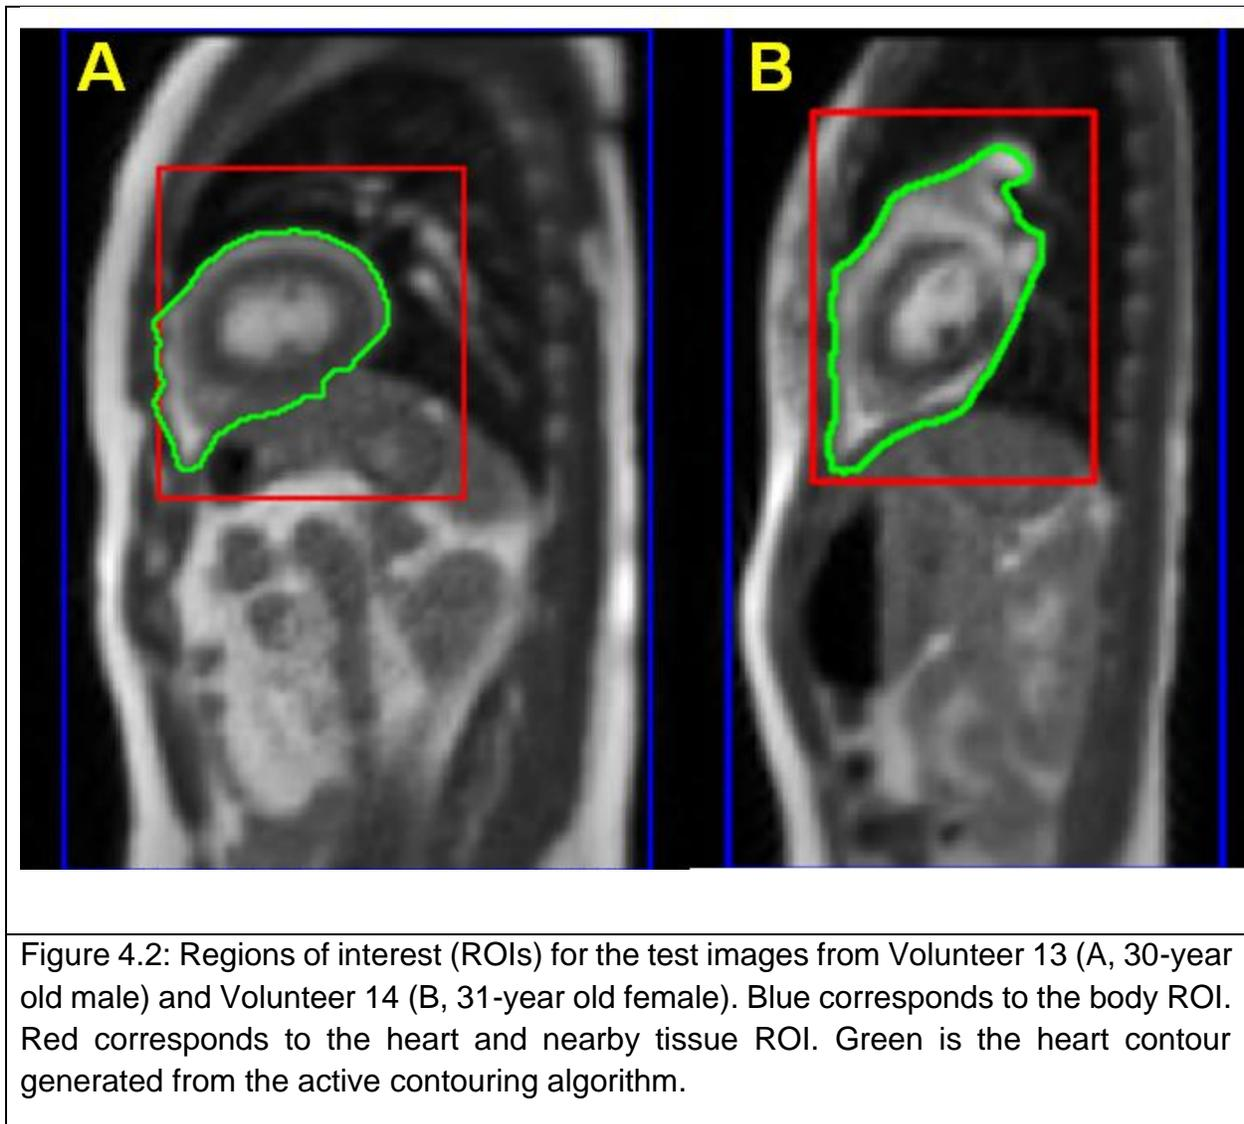 A
B
Figure 4.2: Regions of interest (ROIs) for the test images from Volunteer 13 (A, 30-year
old male) and Volunteer 14 (B, 31-year old female). Blue corresponds to the body ROI.
Red corresponds to the heart and nearby tissue ROI. Green is the heart contour
generated from the active contouring algorithm.